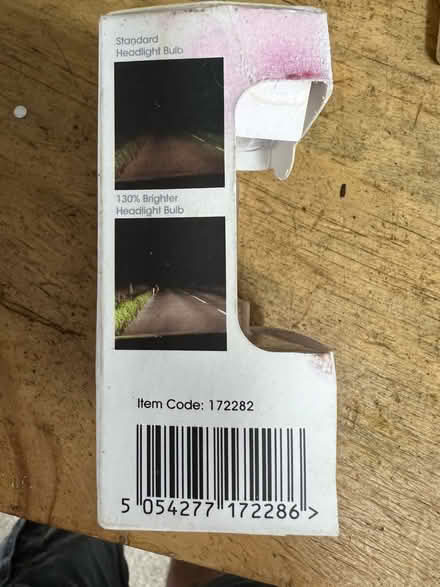 Standard
Headlight Bulb
130% Brighter
Headlight Bulb
Item Code: 172282
5 054277 172286 >